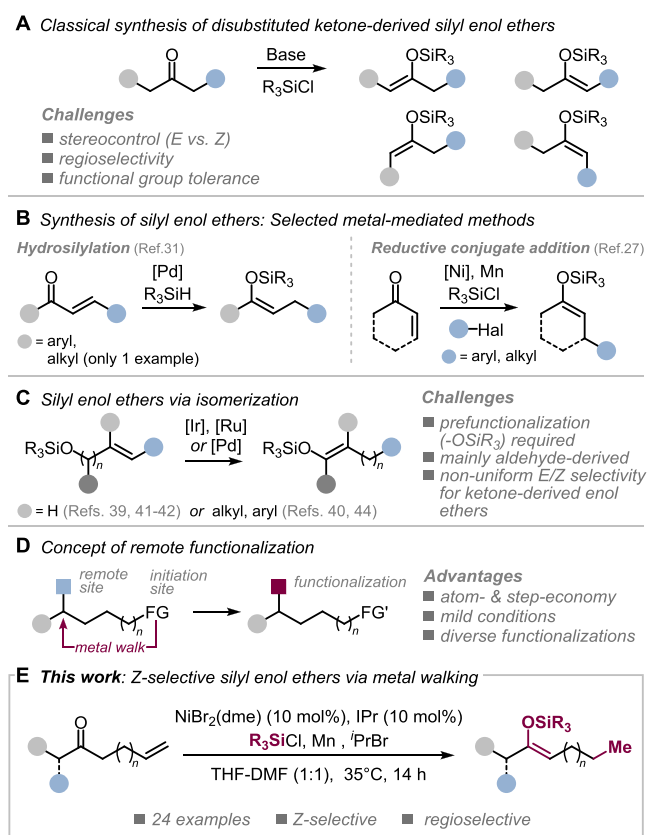 A Classical synthesis of disubstituted ketone-derived silyl enol ethers
O
Base
R3SiCl
OSiR3
OSiR3
OSiR3
OSiR3
Challenges
stereocontrol (E vs. Z)
regioselectivity
functional group tolerance
B Synthesis of silyl enol ethers: Selected metal-mediated methods
Hydrosilylation (Ref.31)
O
[Pd]
R3SiH
OSiR3
= aryl,
alkyl (only 1 example)
Reductive conjugate addition (Ref.27)
O
[Ni], Mn
R3SiCl
Hal
= aryl, alkyl
OSiR3
C Silyl enol ethers via isomerization
R3SiO
( )n
[Ir], [Ru]
or [Pd]
R3SiO
( )n
= H (Refs. 39, 41-42) or alkyl, aryl (Refs. 40, 44)
Challenges
prefunctionalization
(-OSiR3) required
mainly aldehyde-derived
non-uniform E/Z selectivity
for ketone-derived enol
ethers
D Concept of remote functionalization
remote
site
initiation
site
( )n
FG
metal walk
functionalization
( )n
FG'
Advantages
atom- & step-economy
mild conditions
diverse functionalizations
E This work: Z-selective silyl enol ethers via metal walking
O
( )n
NiBr2(dme) (10 mol%), IPr (10 mol%)
R3SiCl, Mn , iPrBr
THF-DMF (1:1), 35°C, 14 h
OSiR3
( )n
Me
24 examples
Z-selective
regioselective